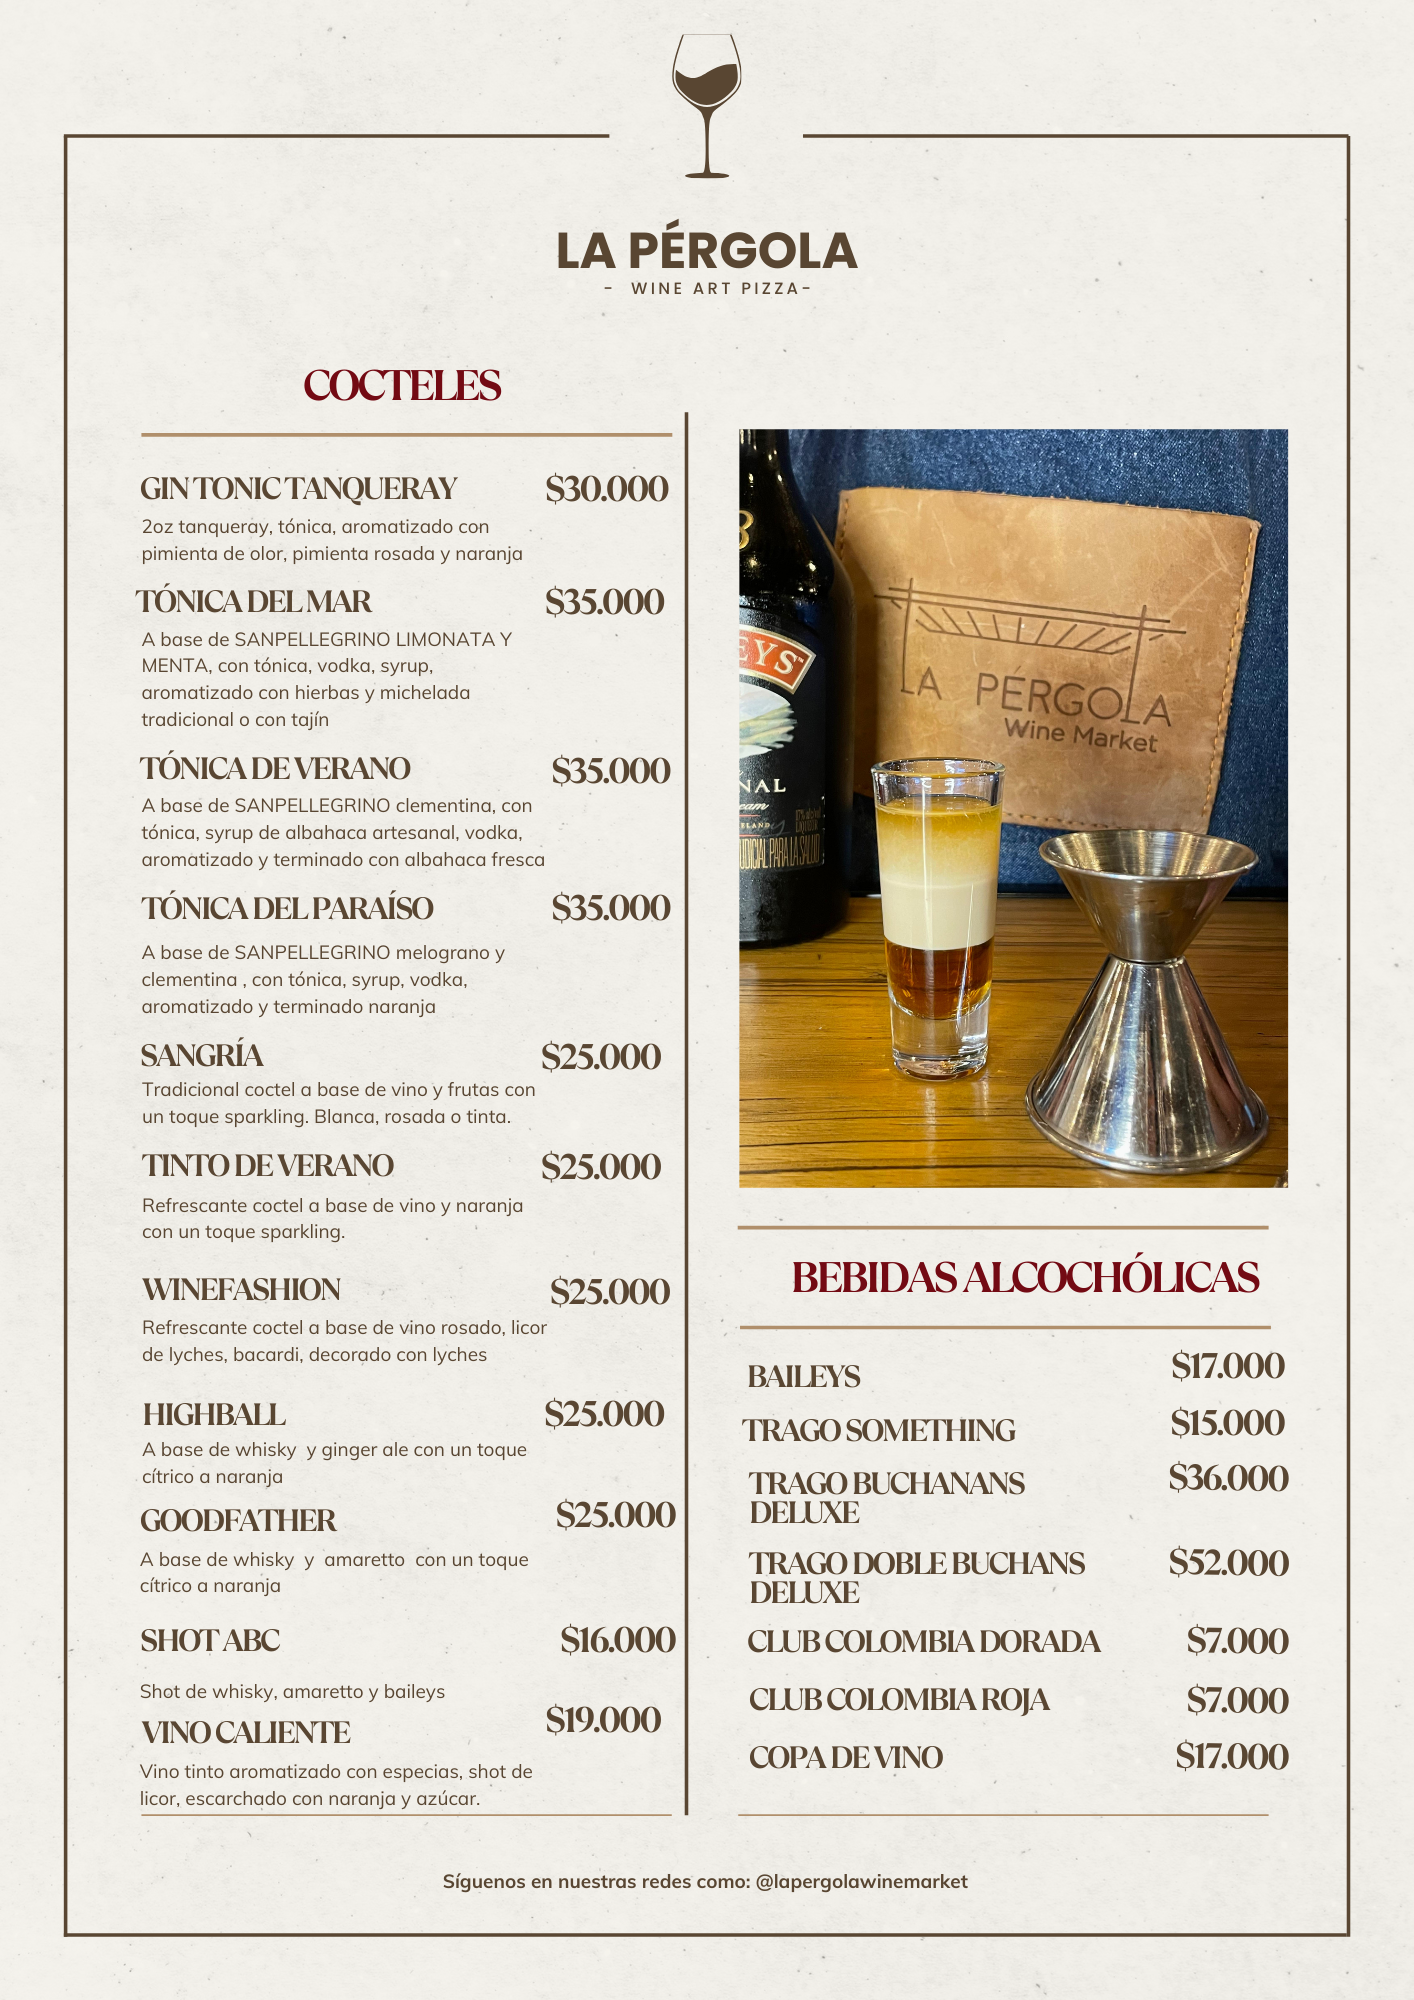 LA PÉRGOLA
- WINE ART PIZZA-
COCTELES
GIN TONIC TANQUERAY $30.000
2oz tanqueray, tónica, aromatizado con
pimienta de olor, pimienta rosada y naranja
TÓNICA DEL MAR $35.000
A base de SANPELLEGRINO LIMONATA Y
MENTA, con tónica, vodka, syrup,
aromatizado con hierbas y michelada
tradicional o con tajín
TÓNICA DE VERANO $35.000
A base de SANPELLEGRINO clementina, con
tónica, syrup de albahaca artesanal, vodka,
aromatizado y terminado con albahaca fresca
TÓNICA DEL PARAÍSO $35.000
A base de SANPELLEGRINO melograno y
clementina , con tónica, syrup, vodka,
aromatizado y terminado naranja
SANGRÍA $25.000
Tradicional coctel a base de vino y frutas con
un toque sparkling. Blanca, rosada o tinta.
TINTO DE VERANO $25.000
Refrescante coctel a base de vino y naranja
con un toque sparkling.
WINEFASHION $25.000
Refrescante coctel a base de vino rosado, licor
de lyches, bacardi, decorado con lyches
HIGHBALL $25.000
A base de whisky y ginger ale con un toque
cítrico a naranja
GOODFATHER $25.000
A base de whisky y amaretto con un toque
cítrico a naranja
SHOT ABC $16.000
Shot de whisky, amaretto y baileys
VINO CALIENTE $19.000
Vino tinto aromatizado con especias, shot de
licor, escarchado con naranja y azúcar.
EYS
NAL
eam
ELAND
UDICIAL PARA LA SALUD
LA PÉRGOLA
Wine Market
BEBIDAS ALCOCHÓLICAS
BAILEYS $17.000
TRAGO SOMETHING $15.000
TRAGO BUCHANANS $36.000
DELUXE
TRAGO DOBLE BUCHANS $52.000
DELUXE
CLUB COLOMBIA DORADA $7.000
CLUB COLOMBIA ROJA $7.000
COPA DE VINO $17.000
Síguenos en nuestras redes como: @lapergolawinemarket